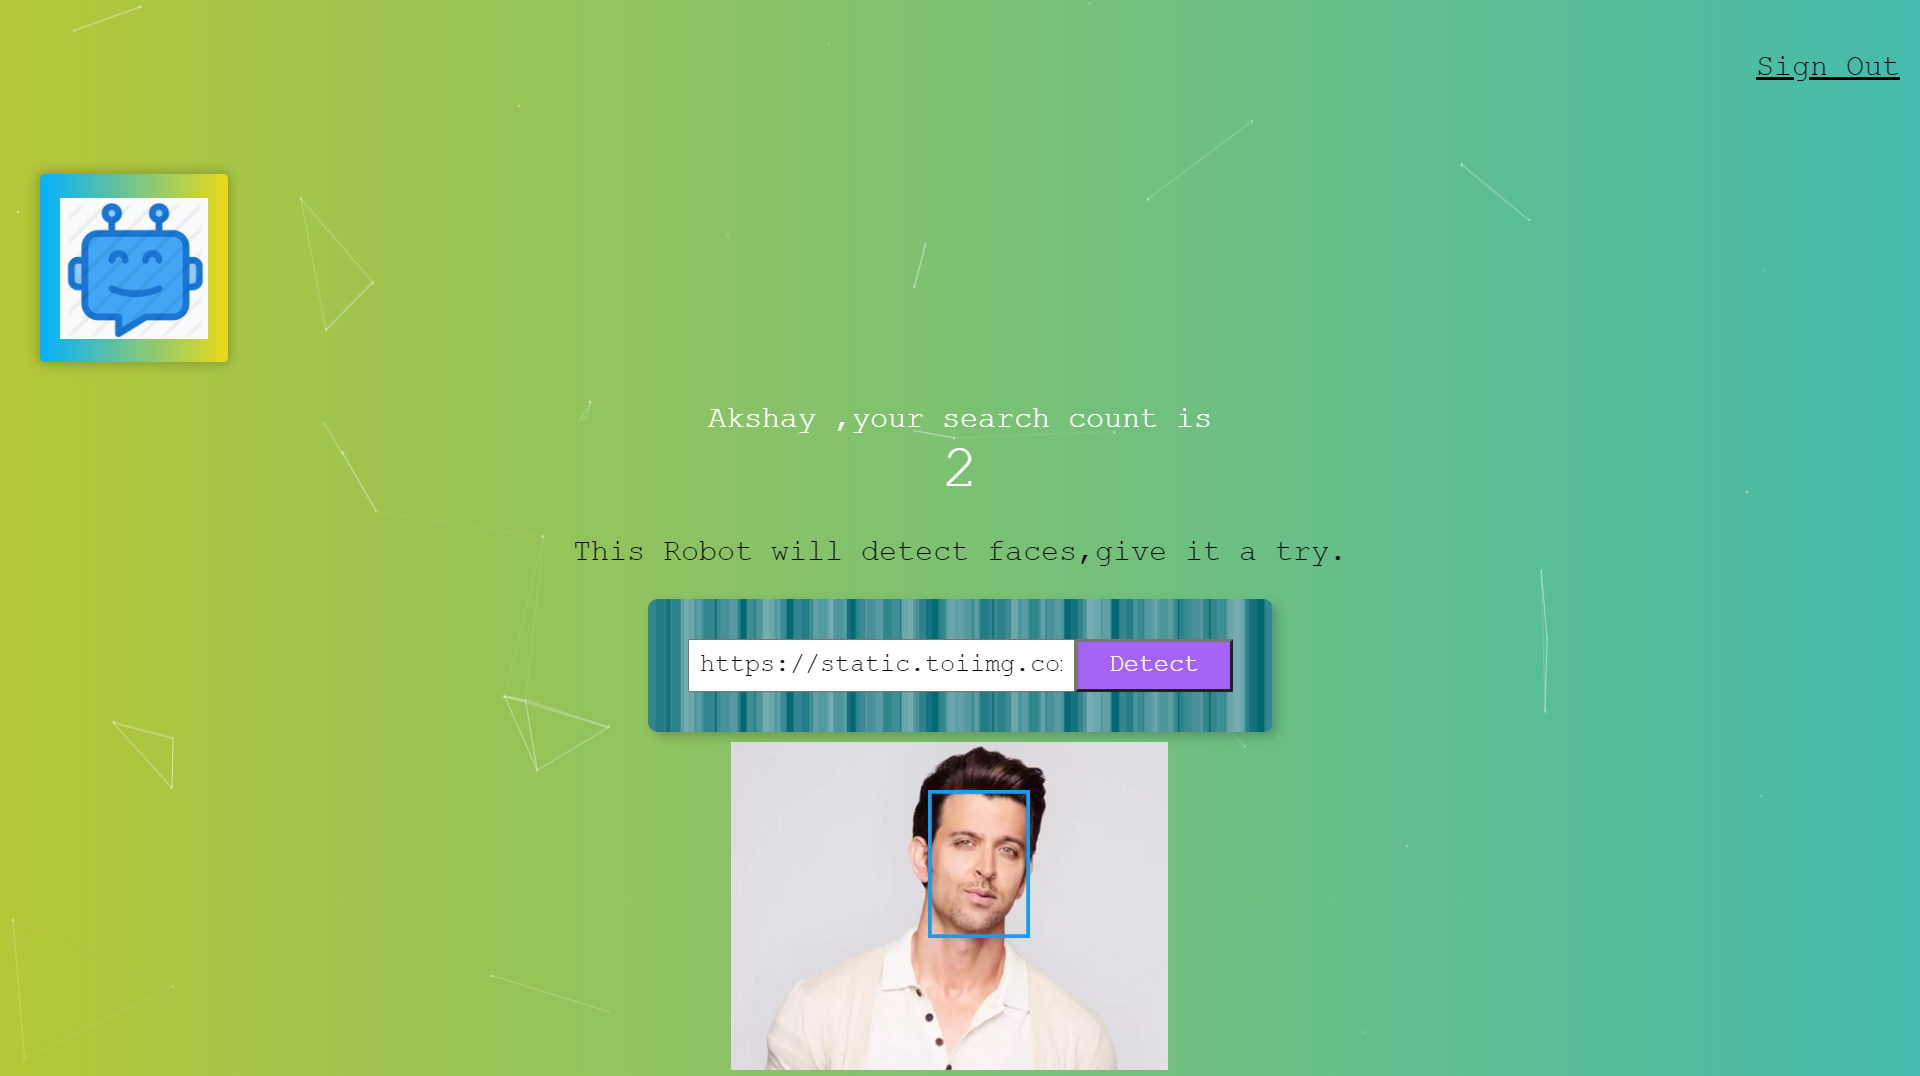 Sign Out
Akshay ,your search count is
2
This Robot will detect faces,give it a try.
https://static.toiimg.co
Detect